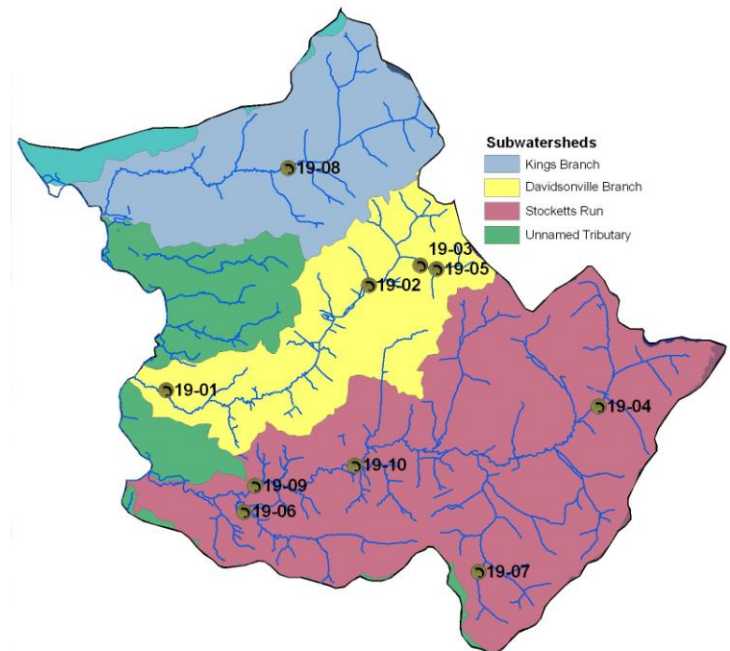 Subwatersheds
Kings Branch
Davidsonville Branch
Stocketts Run
Unnamed Tributary
19-08
19-03
19-05
19-02
19-01
19-04
19-10
19-09
19-06
19-07